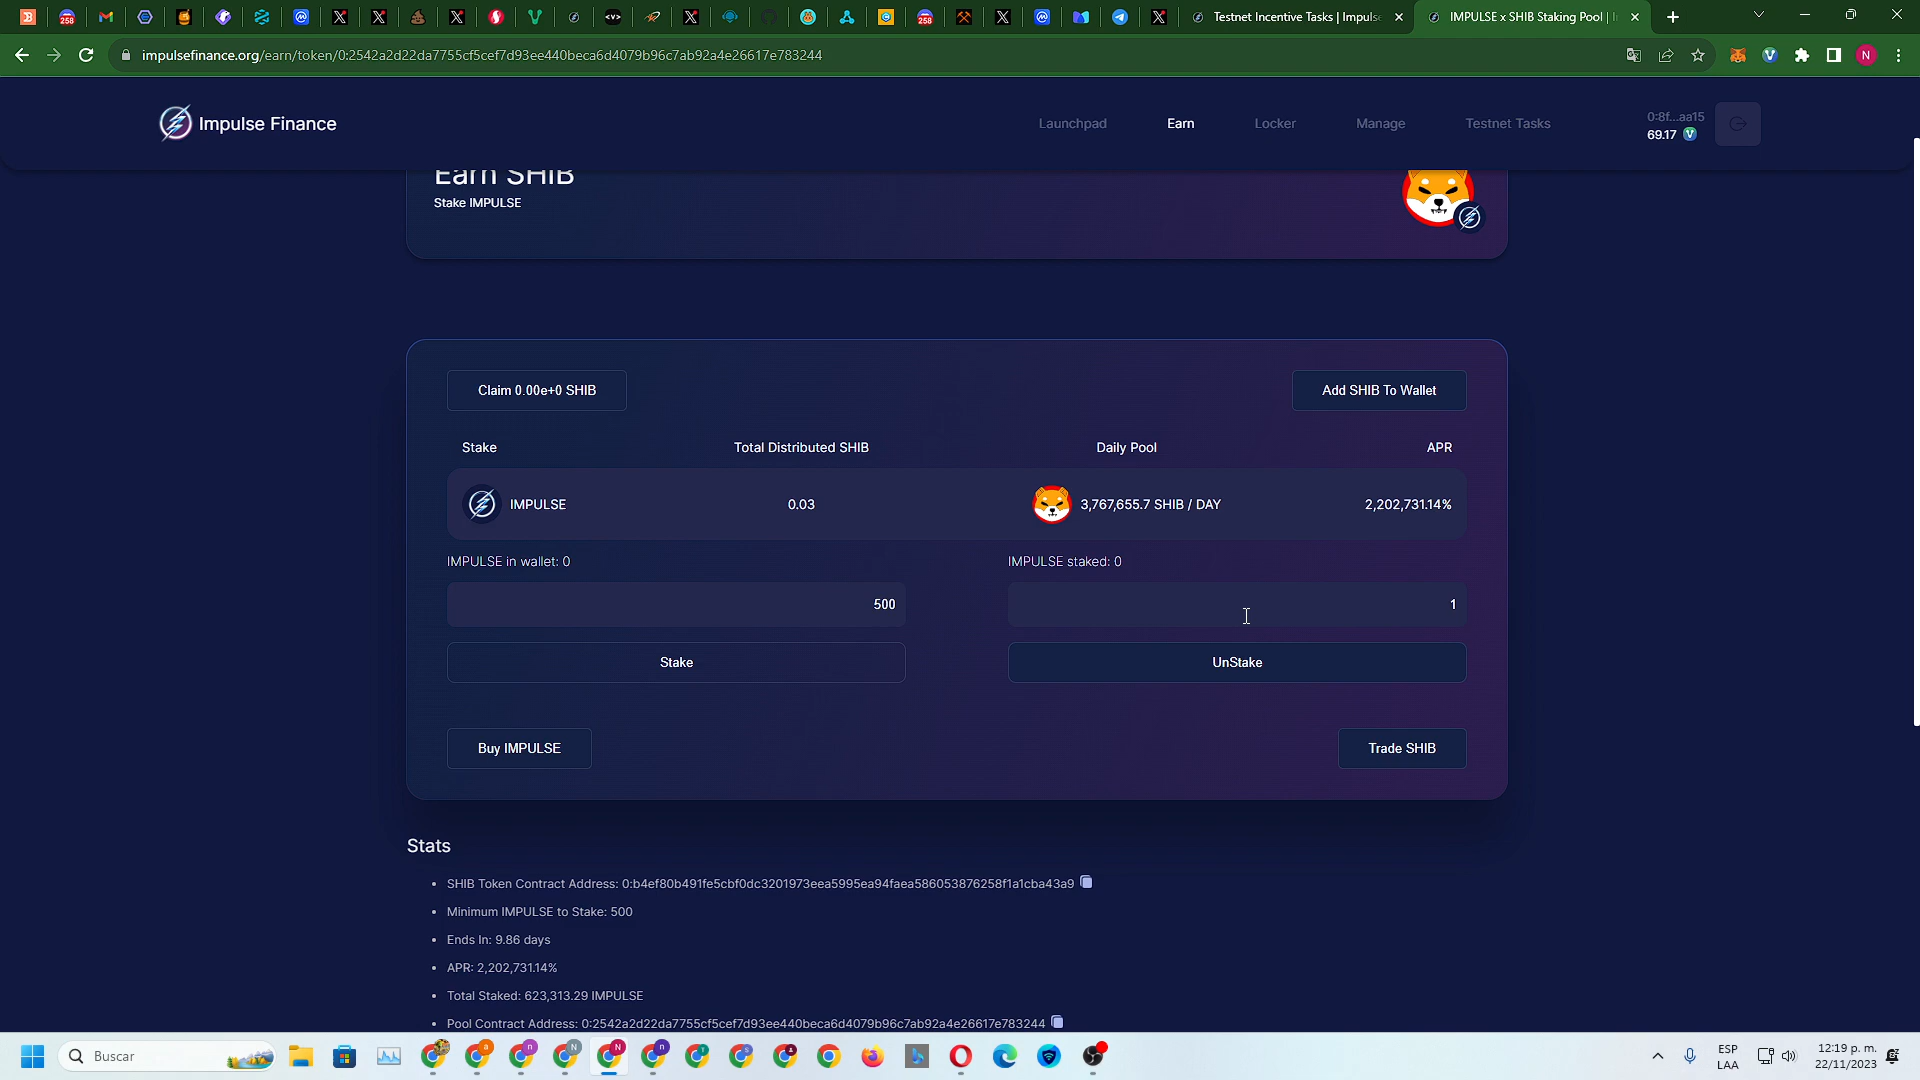 Testnet Incentive Tasks | Impuls
IMPULSE x SHIB Staking Pool |
impulsefinance.org/earn/token/0:2542a2d22da7755cf5cef7d93ee440beca6d4079b96c7ab92a4e26617e783244
N
Impulse Finance
Launchpad
Earn
Locker
Manage
Testnet Tasks
0:8f...aa15
69.17
Earn SHIB
Stake IMPULSE
Claim 0.00e+0 SHIB
Add SHIB To Wallet
Stake
Total Distributed SHIB
Daily Pool
APR
IMPULSE
0.03
3,767,655.7 SHIB / DAY
2,202,731.14%
IMPULSE in wallet: 0
IMPULSE staked: 0
500
1
Stake
UnStake
Buy IMPULSE
Trade SHIB
Stats
• SHIB Token Contract Address: 0:b4ef80b491fe5cbf0dc3201973eea5995ea94faea586053876258f1a1cba43a9
• Minimum IMPULSE to Stake: 500
• Ends In: 9.86 days
• APR: 2,202,731.14%
• Total Staked: 623,313.29 IMPULSE
• Pool Contract Address: 0:2542a2d22da7755cf5cef7d93ee440beca6d4079b96c7ab92a4e26617e783244
Buscar
ESP
LAA
12:19 p. m.
22/11/2023